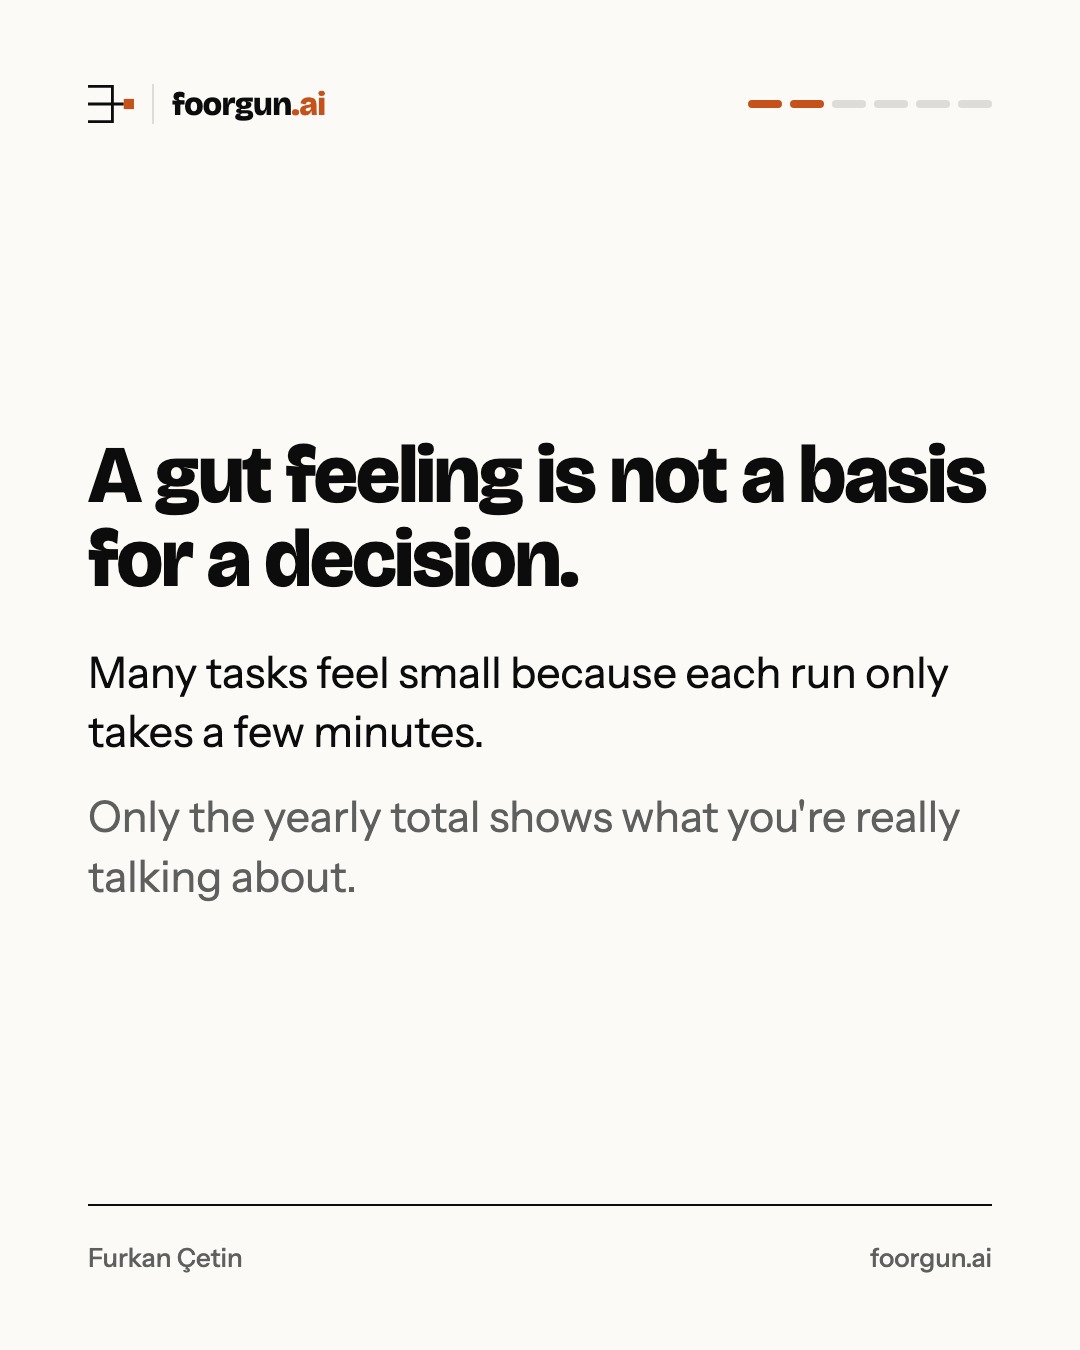 foorgun.ai
A gut feeling is not a basis
for a decision.
Many tasks feel small because each run only
takes a few minutes.
Only the yearly total shows what you're really
talking about.
Furkan Çetin
foorgun.ai